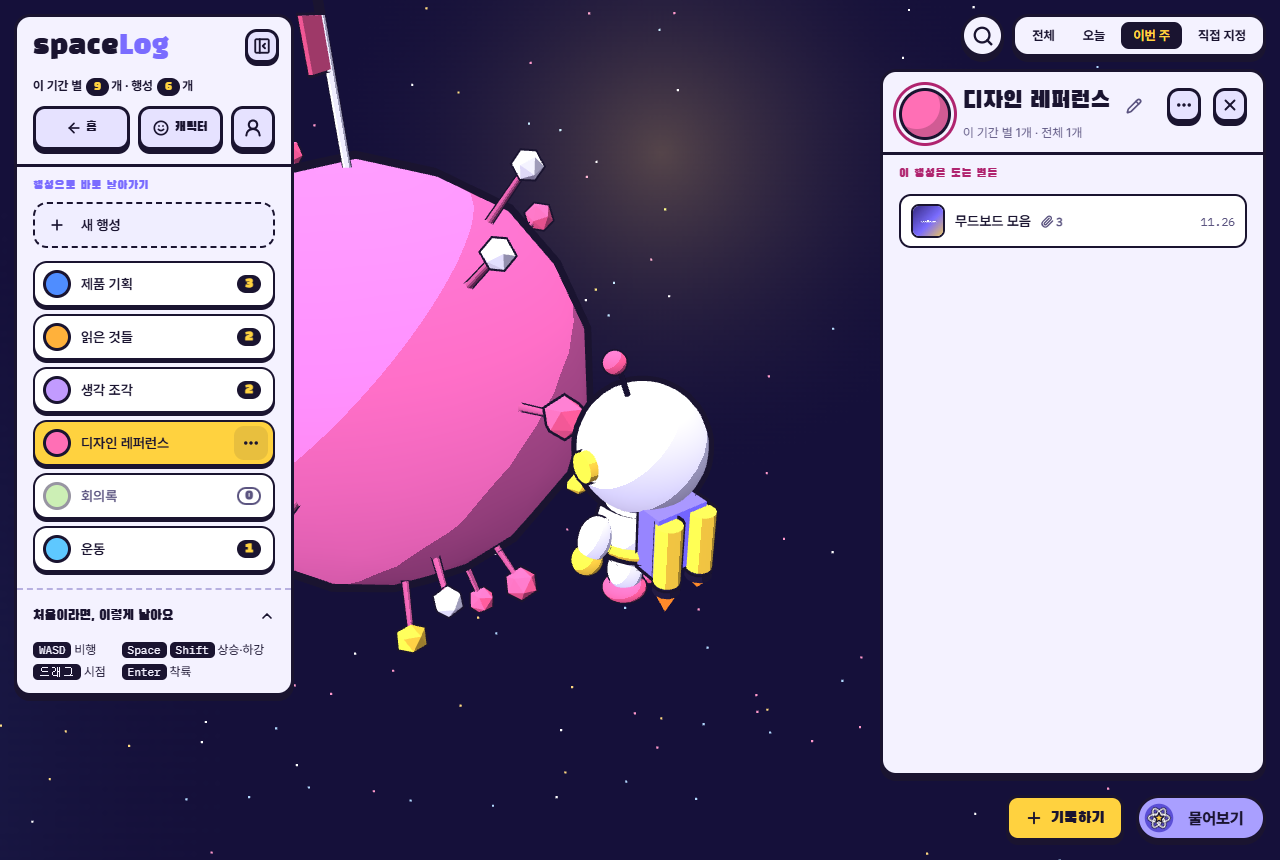 spaceLog
이 기간 별 9 개 · 행성 6 개
홈
캐릭터
행성으로 바로 날아가기
새 행성
제품 기획 3
읽은 것들 2
생각 조각 2
디자인 레퍼런스
회의록 0
운동 1
처음이라면, 이렇게 날아요
WASD 비행 Space Shift 상승·하강
드래그 시점 Enter 착륙
전체 오늘 이번 주 직접 지정
디자인 레퍼런스
이 기간 별 1개 · 전체 1개
이 행성을 도는 별들
무드보드 모음 3 11.26
기록하기
물어보기